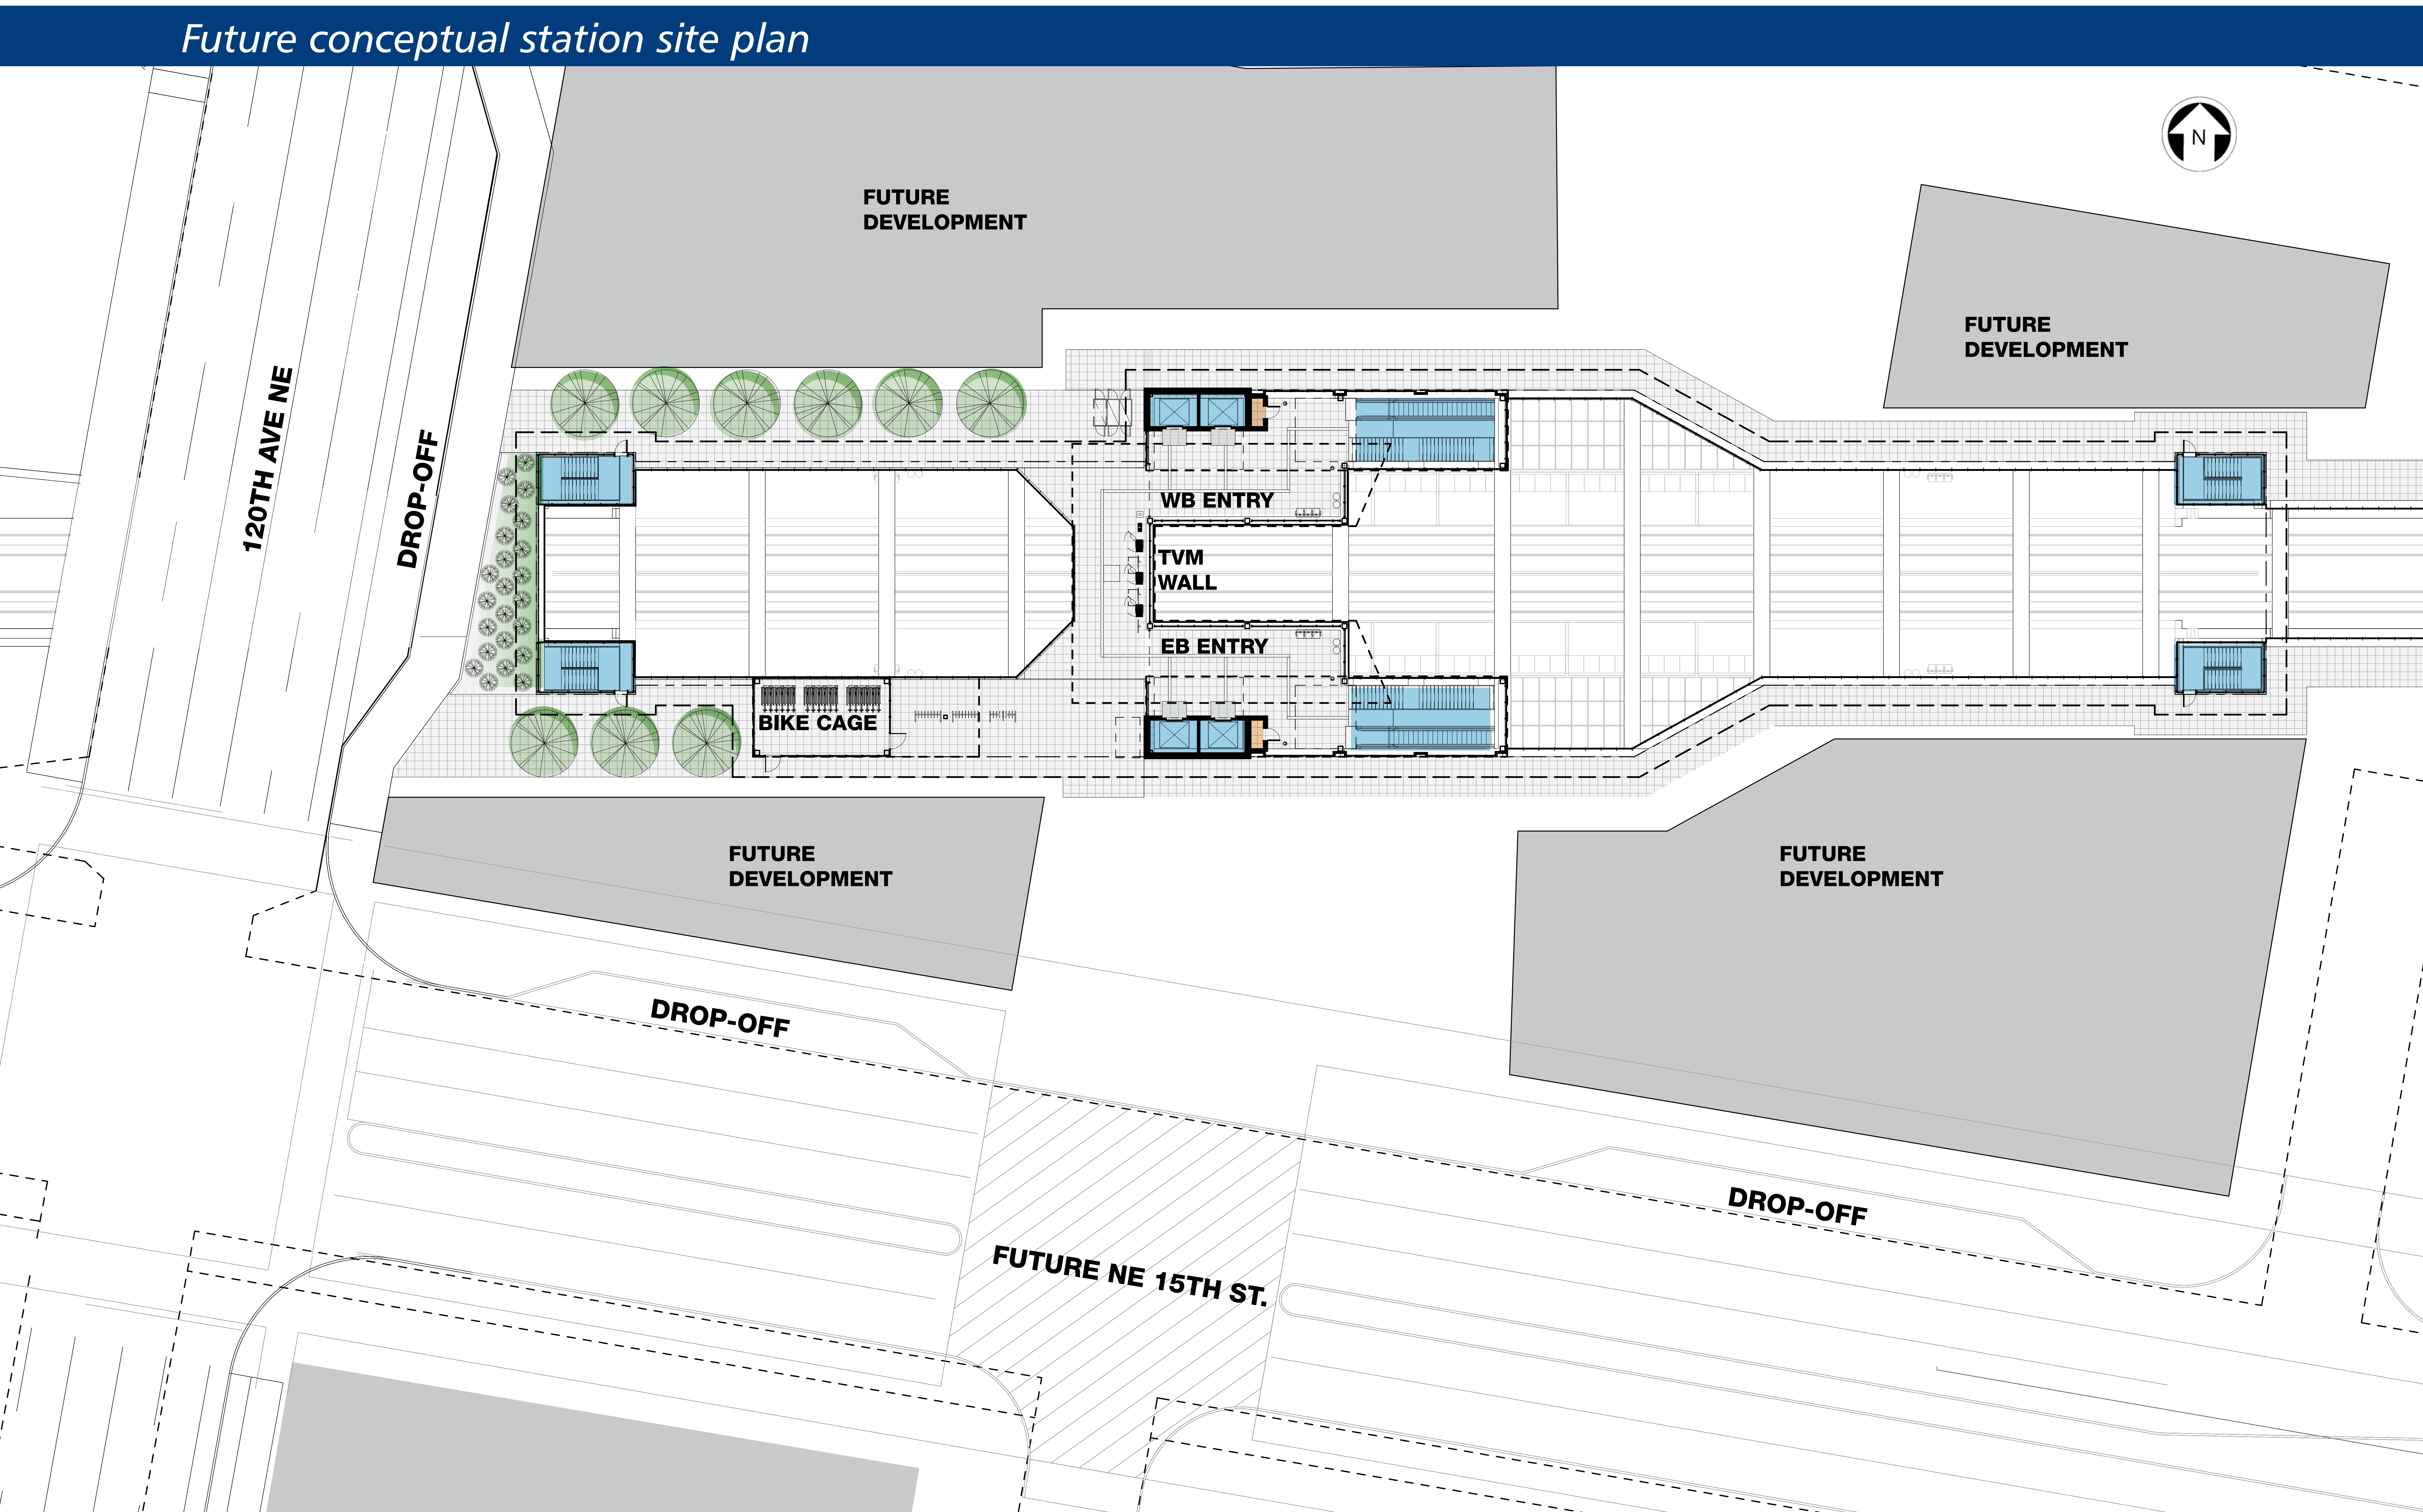 Future conceptual station site plan
N
FUTURE
DEVELOPMENT
FUTURE
DEVELOPMENT
120TH AVE NE
DROP-OFF
WB ENTRY
TVM
WALL
EB ENTRY
BIKE CAGE
FUTURE
DEVELOPMENT
FUTURE
DEVELOPMENT
DROP-OFF
DROP-OFF
FUTURE NE 15TH ST.